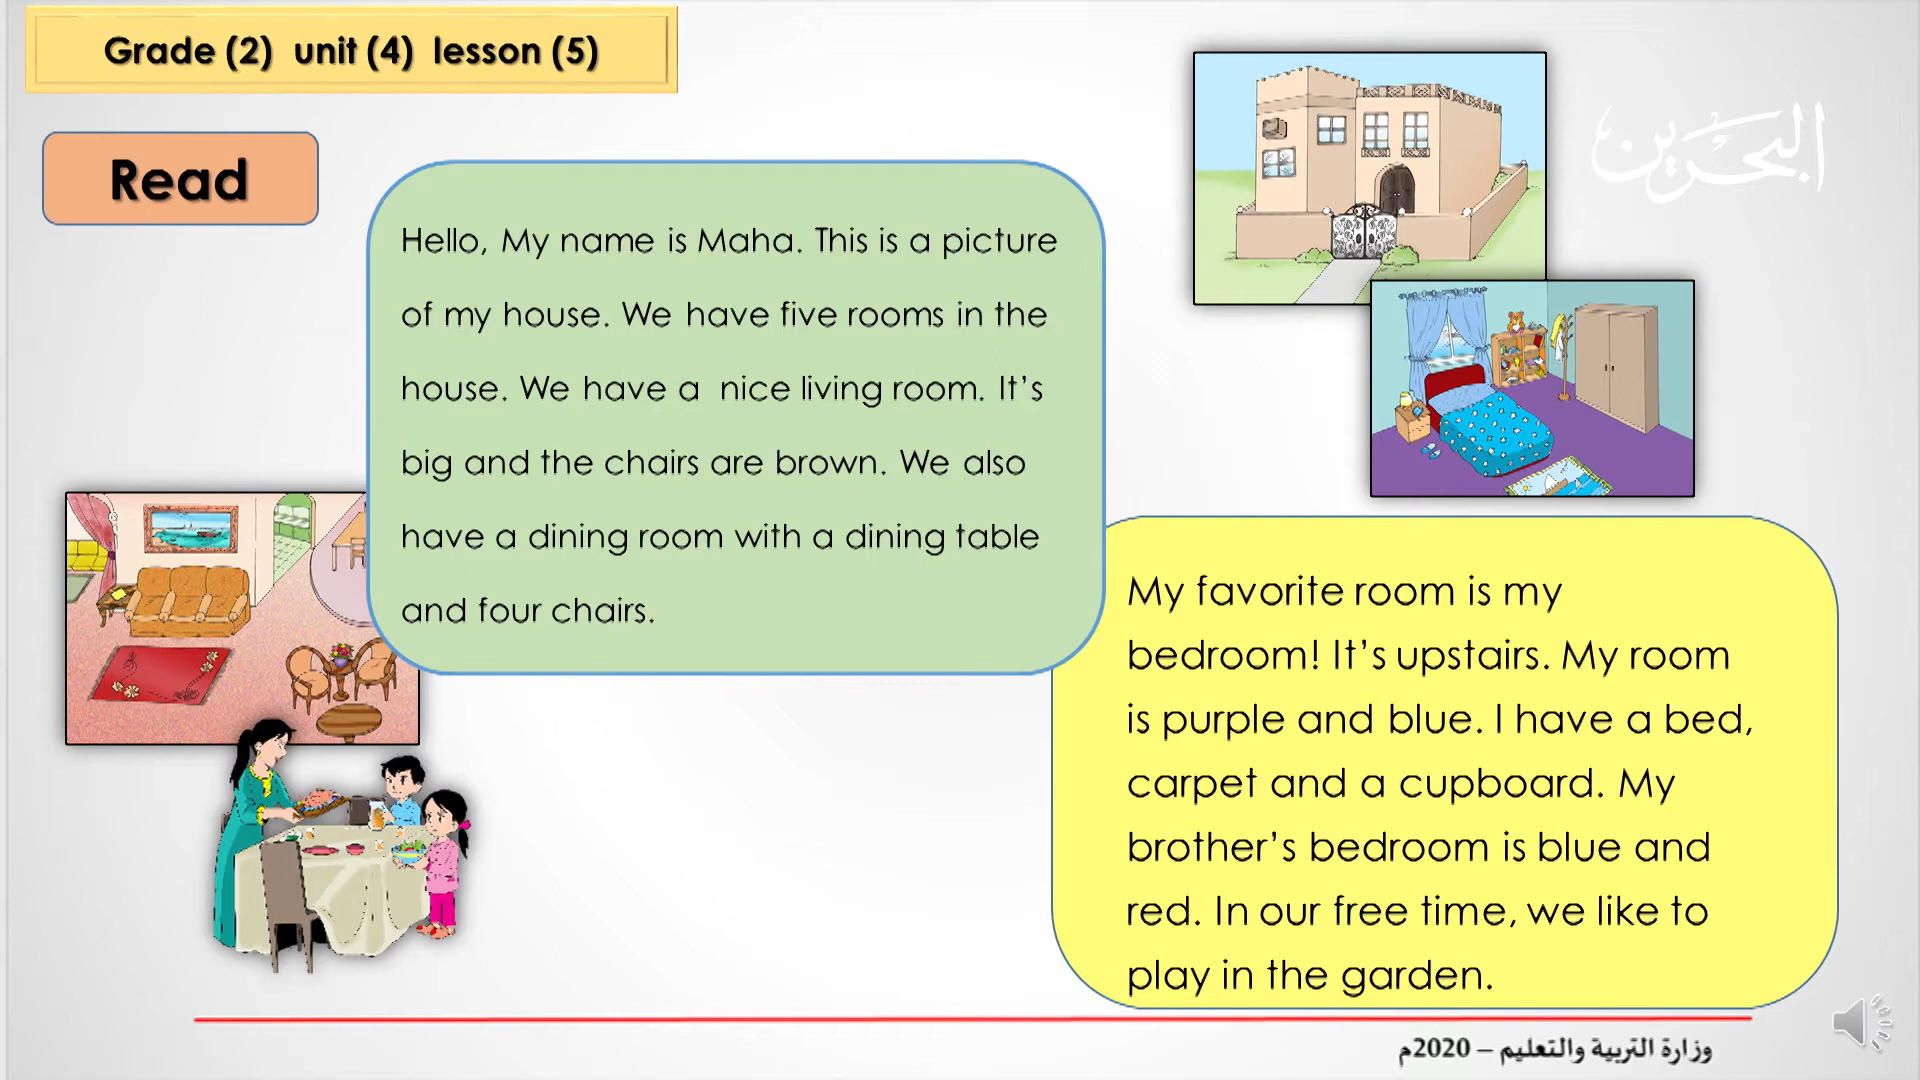 Grade (2) unit (4) lesson (5)
Read
البحرين
Hello, My name is Maha. This is a picture
of my house. We have five rooms in the
house. We have a nice living room. It’s
big and the chairs are brown. We also
have a dining room with a dining table
and four chairs.
My favorite room is my
bedroom! It’s upstairs. My room
is purple and blue. I have a bed,
carpet and a cupboard. My
brother’s bedroom is blue and
red. In our free time, we like to
play in the garden.
وزارة التربية والتعليم – 2020م